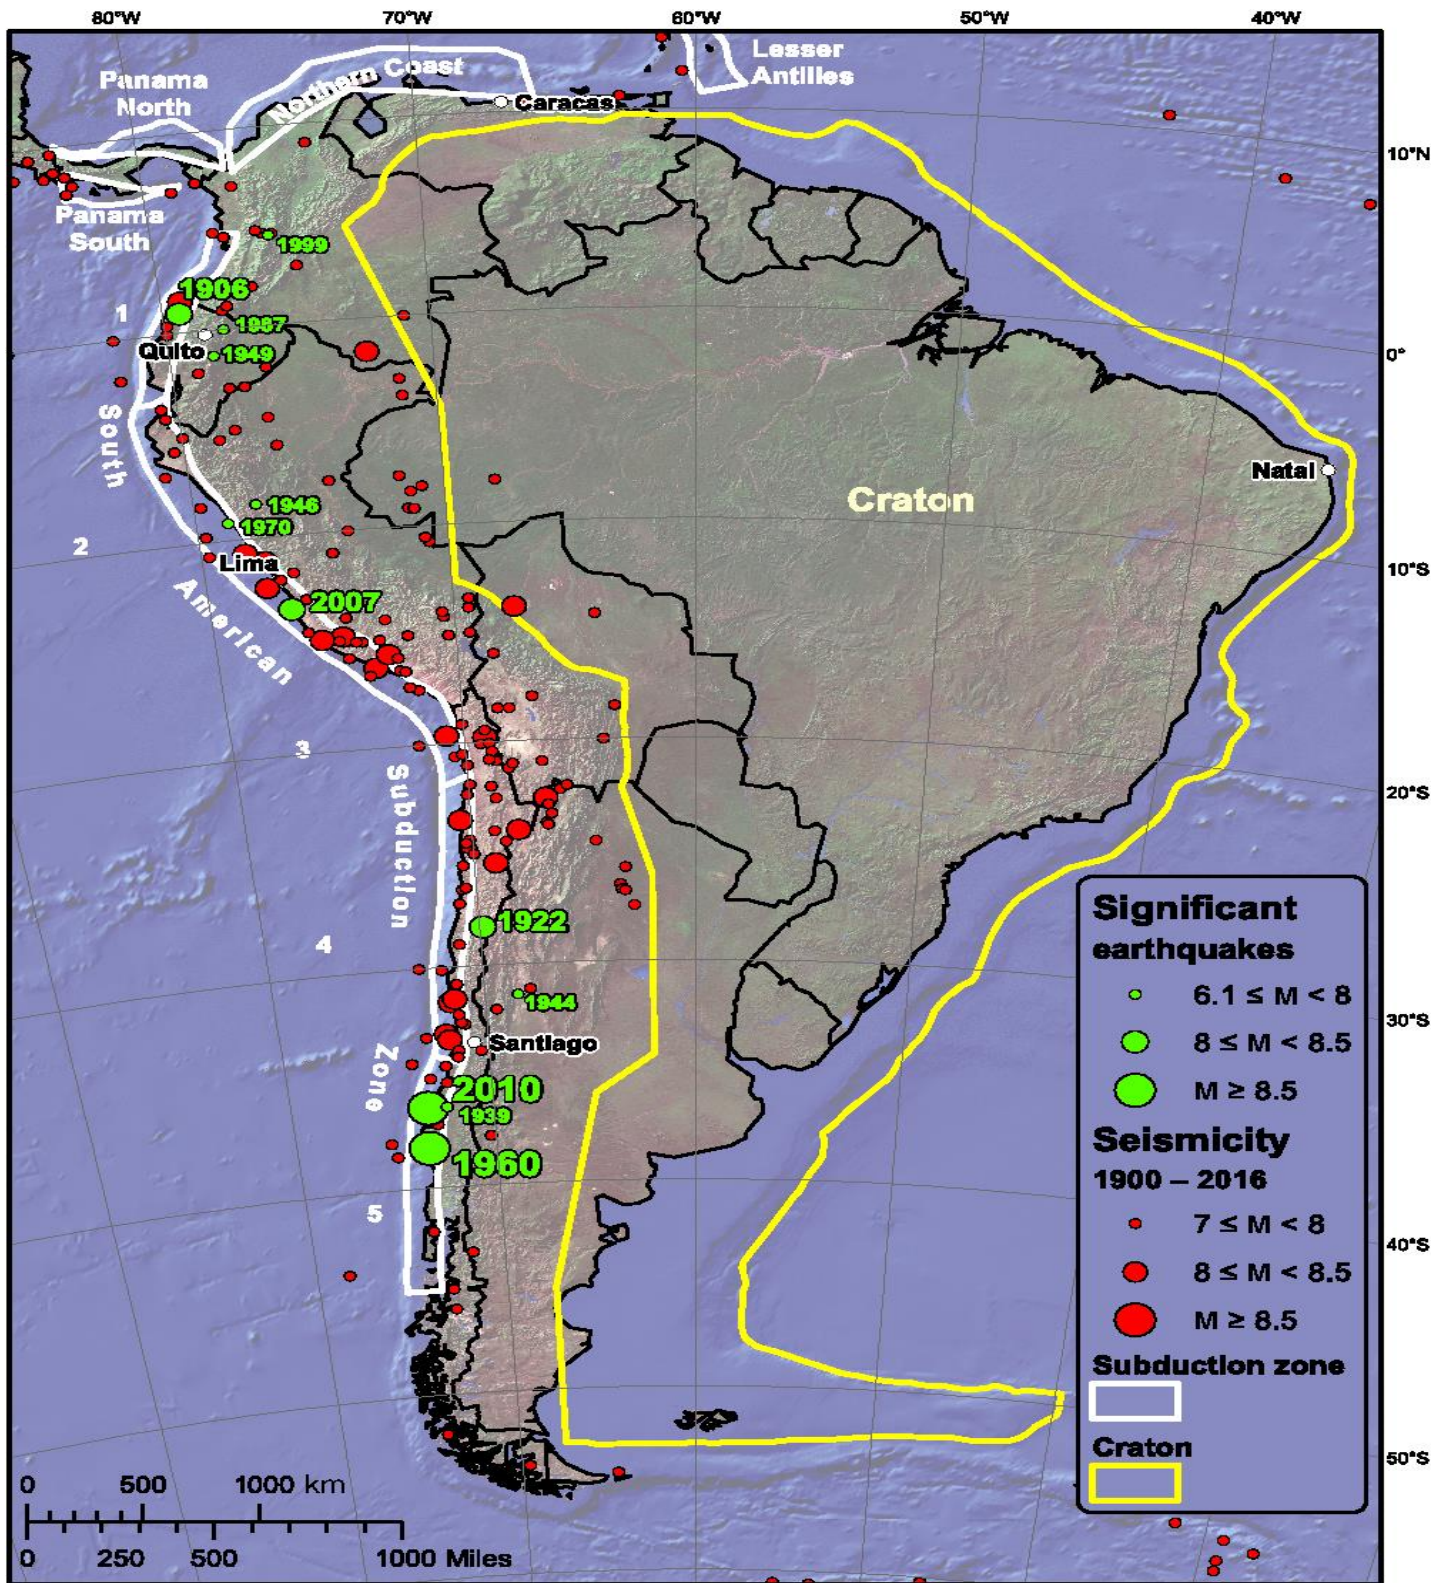 80°W 70°W 60°W 50°W 40°W
Lesser
Antilles
Panama
North
Northern Coast
Caracas
10°N
Panama
South
1999
1906
1
1987
Quito
1949
0°
South
Natal
Craton
1946
1970
2
Lima
10°S
2007
American
3
Subduction
20°S
1922
4
1944
Santiago
30°S
Zone
2010
1939
1960
5
40°S
50°S
Significant
earthquakes
6.1 ≤ M < 8
8 ≤ M < 8.5
M ≥ 8.5
Seismicity
1900 – 2016
7 ≤ M < 8
8 ≤ M < 8.5
M ≥ 8.5
Subduction zone
Craton
0 500 1000 km
0 250 500 1000 Miles